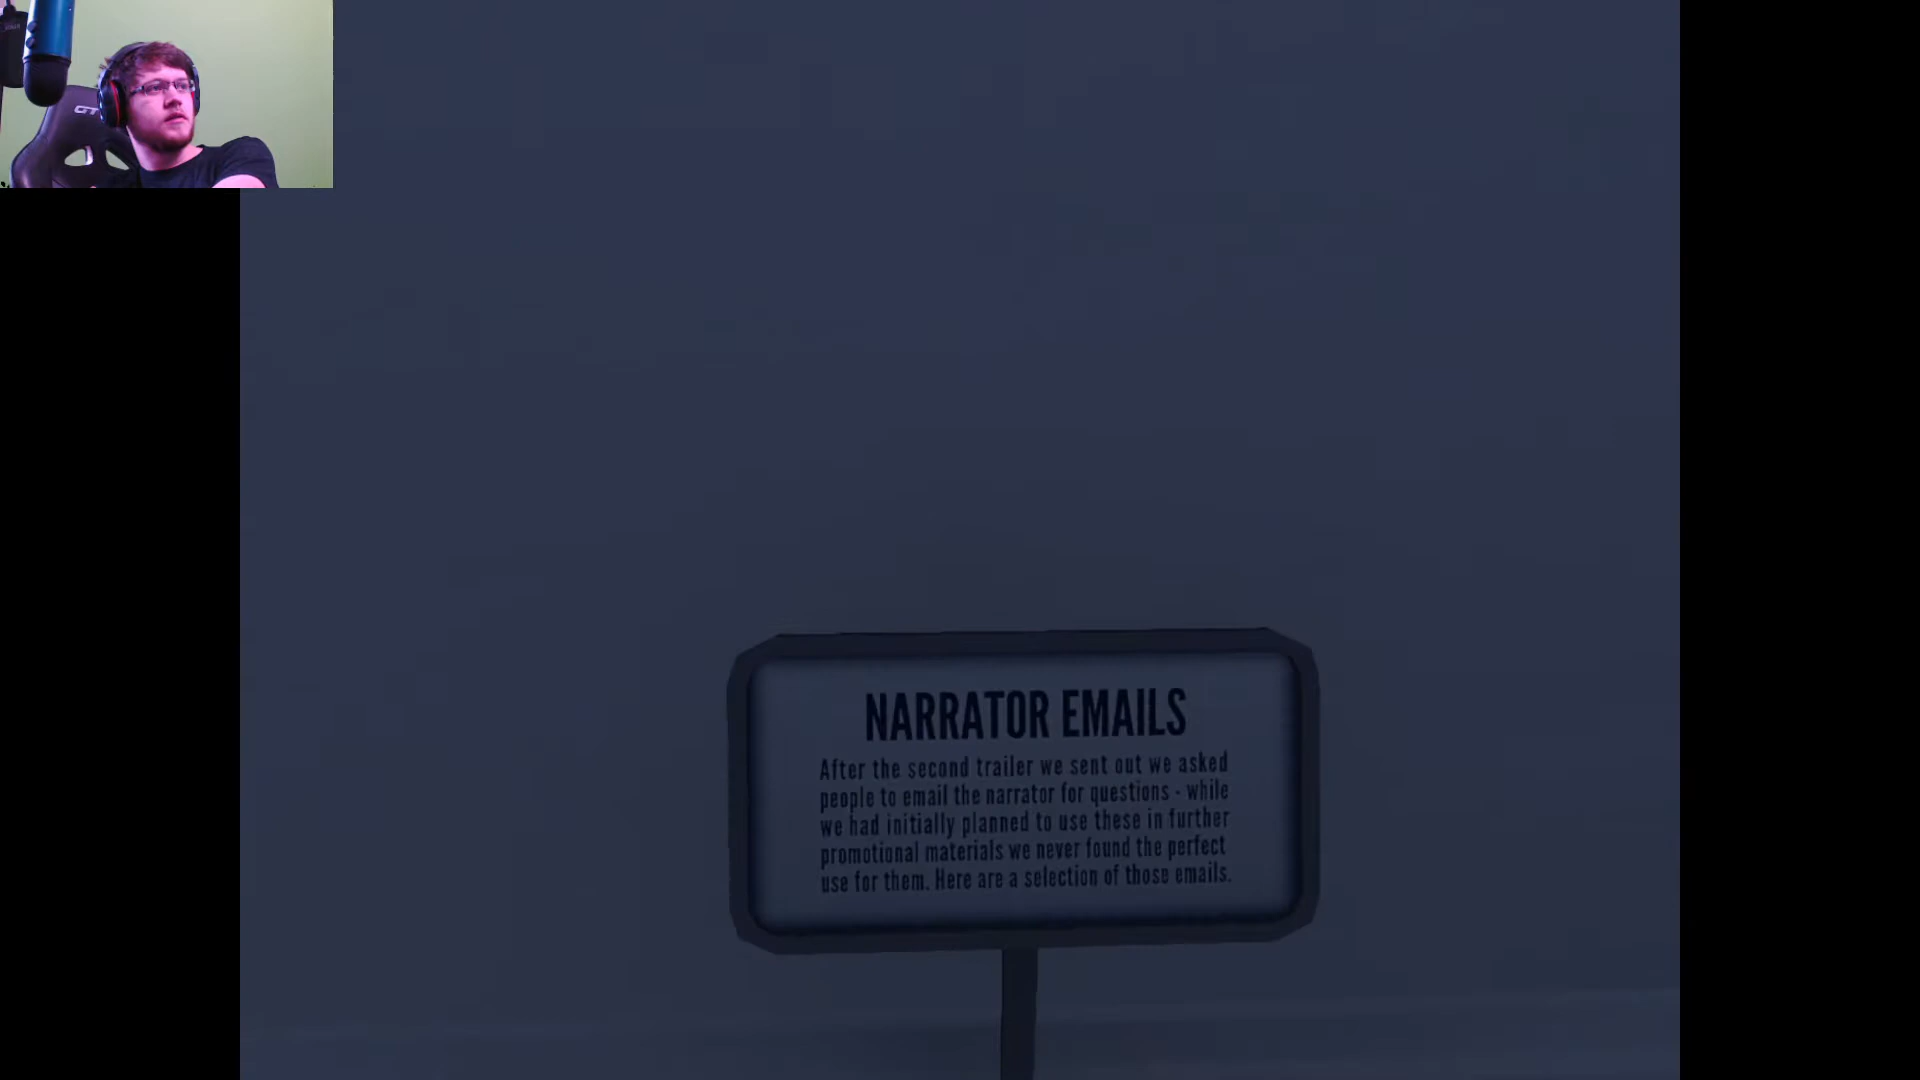 GT
NARRATOR EMAILS
After the second trailer we sent out we asked
people to email the narrator for questions - while
we had initially planned to use these in further
promotional materials we never found the perfect
use for them. Here are a selection of those emails.